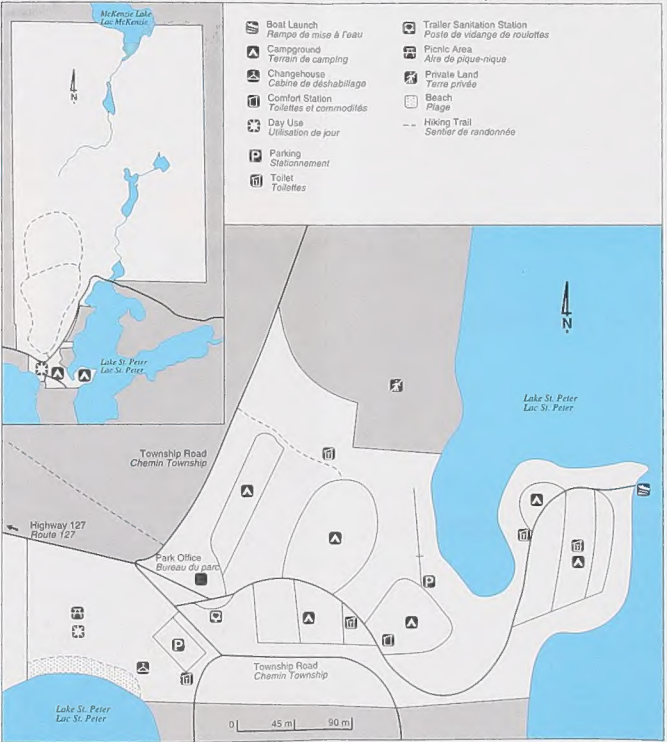 McKenzie Lake
Lac McKenzie
N
Lake St. Peter
Lac St. Peter
Boat Launch
Rampe de mise à l'eau
Campground
Terrain de camping
Changehouse
Cabine de déshabillage
Comfort Station
Toilettes et commodités
Day Use
Utilisation de jour
P
Parking
Stationnement
Toilet
Toilettes
Trailer Sanitation Station
Poste de vidange de roulottes
Picnic Area
Aire de pique-nique
Private Land
Terre privée
Beach
Plage
Hiking Trail
Sentier de randonnée
N
Lake St. Peter
Lac St. Peter
Township Road
Chemin Township
Highway 127
Route 127
Park Office
Bureau du parc
P
P
Township Road
Chemin Township
Lake St. Peter
Lac St. Peter
0 45 m 90 m